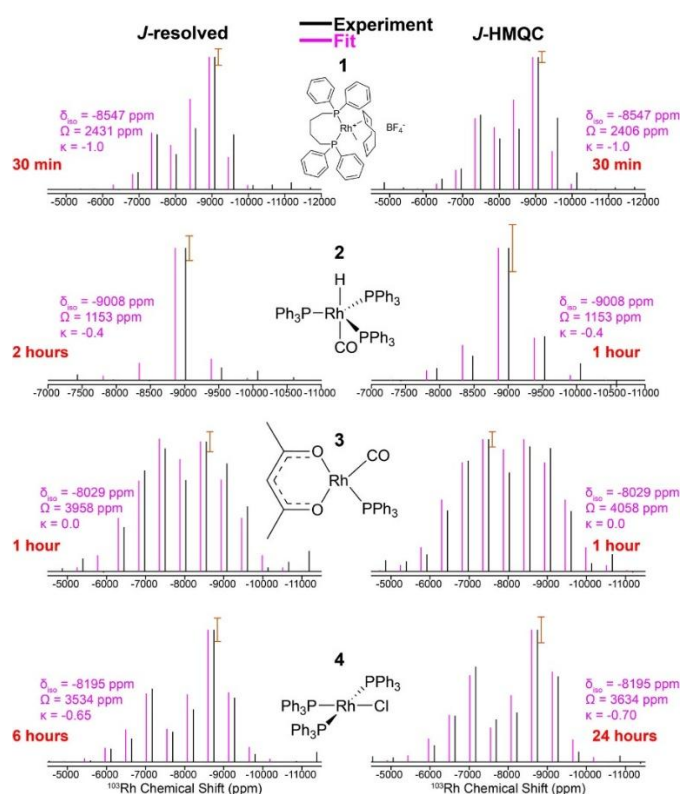 J-resolved
Experiment
Fit
J-HMQC
1
δiso = -8547 ppm
Ω = 2431 ppm
κ = -1.0
30 min
P
Rh+
P
BF4-
δiso = -8547 ppm
Ω = 2406 ppm
κ = -1.0
30 min
-5000 -6000 -7000 -8000 -9000 -10000 -11000 -12000
-5000 -6000 -7000 -8000 -9000 -10000 -11000 -12000
2
δiso = -9008 ppm
Ω = 1153 ppm
κ = -0.4
2 hours
H
PPh3
Ph3P Rh
PPh3
CO
δiso = -9008 ppm
Ω = 1153 ppm
κ = -0.4
1 hour
-7000 -7500 -8000 -8500 -9000 -9500 -10000 -10500 -11000
-7000 -7500 -8000 -8500 -9000 -9500 -10000 -10500 -11000
3
δiso = -8029 ppm
Ω = 3958 ppm
κ = 0.0
1 hour
O
CO
Rh
O
PPh3
δiso = -8029 ppm
Ω = 4058 ppm
κ = 0.0
1 hour
-5000 -6000 -7000 -8000 -9000 -10000 -11000
-5000 -6000 -7000 -8000 -9000 -10000 -11000
4
δiso = -8195 ppm
Ω = 3534 ppm
κ = -0.65
6 hours
PPh3
Ph3P Rh Cl
Ph3P
δiso = -8195 ppm
Ω = 3634 ppm
κ = -0.70
24 hours
-5000 -6000 -7000 -8000 -9000 -10000 -11000
-5000 -6000 -7000 -8000 -9000 -10000 -11000
103Rh Chemical Shift (ppm)
103Rh Chemical Shift (ppm)